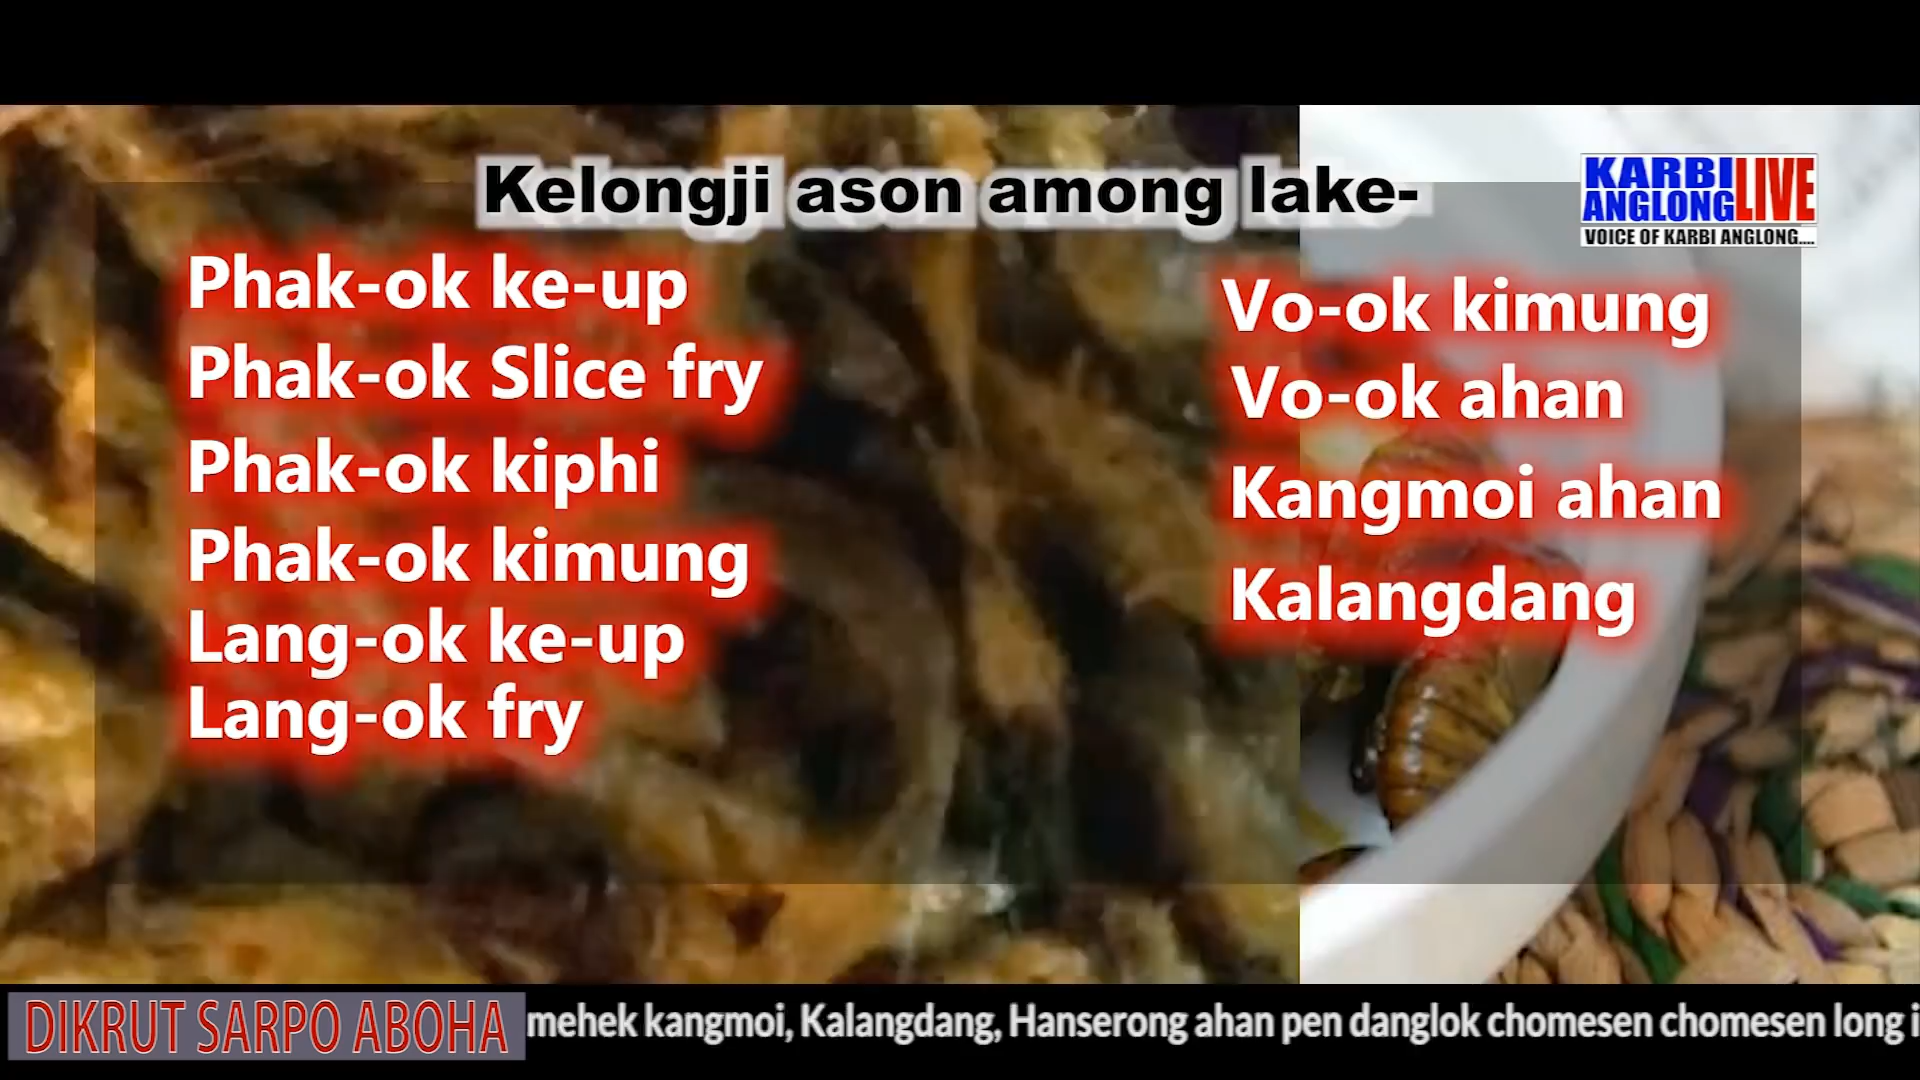 Kelongji ason among lake-
KARBI ANGLONG LIVE
VOICE OF KARBI ANGLONG....
Phak-ok ke-up
Phak-ok Slice fry
Phak-ok kiphi
Phak-ok kimung
Lang-ok ke-up
Lang-ok fry
Vo-ok kimung
Vo-ok ahan
Kangmoi ahan
Kalangdang
DIKRUT SARPO ABOHA
mehek kangmoi, Kalangdang, Hanserong ahan pen danglok chomesen chomesen long i